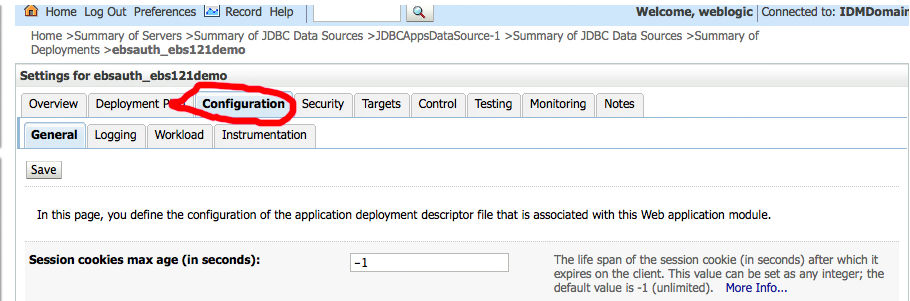 Home Log Out Preferences Record Help
Welcome, weblogic Connected to: IDMDomain
Home >Summary of Servers >Summary of JDBC Data Sources >JDBCAppsDataSource-1 >Summary of JDBC Data Sources >Summary of
Deployments >ebsauth_ebs121demo
Settings for ebsauth_ebs121demo
Overview Deployment Configuration Security Targets Control Testing Monitoring Notes
General Logging Workload Instrumentation
Save
In this page, you define the configuration of the application deployment descriptor file that is associated with this Web application module.
Session cookies max age (in seconds):
-1
The life span of the session cookie (in seconds) after which it
expires on the client. This value can be set as any integer; the
default value is -1 (unlimited). More Info...